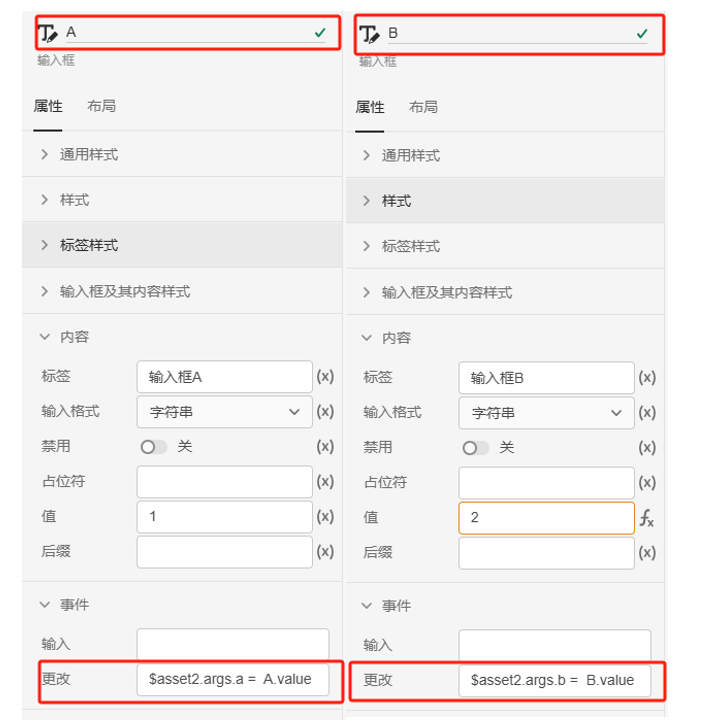 A
输入框
属性 布局
通用样式
样式
标签样式
输入框及其内容样式
内容
标签 输入框A (x)
输入格式 字符串 (x)
禁用 关 (x)
占位符 (x)
值 1 (x)
后缀 (x)
事件
输入
更改 $asset2.args.a = A.value
B
输入框
属性 布局
通用样式
样式
标签样式
输入框及其内容样式
内容
标签 输入框B (x)
输入格式 字符串 (x)
禁用 关 (x)
占位符 (x)
值 2 fx
后缀 (x)
事件
输入
更改 $asset2.args.b = B.value